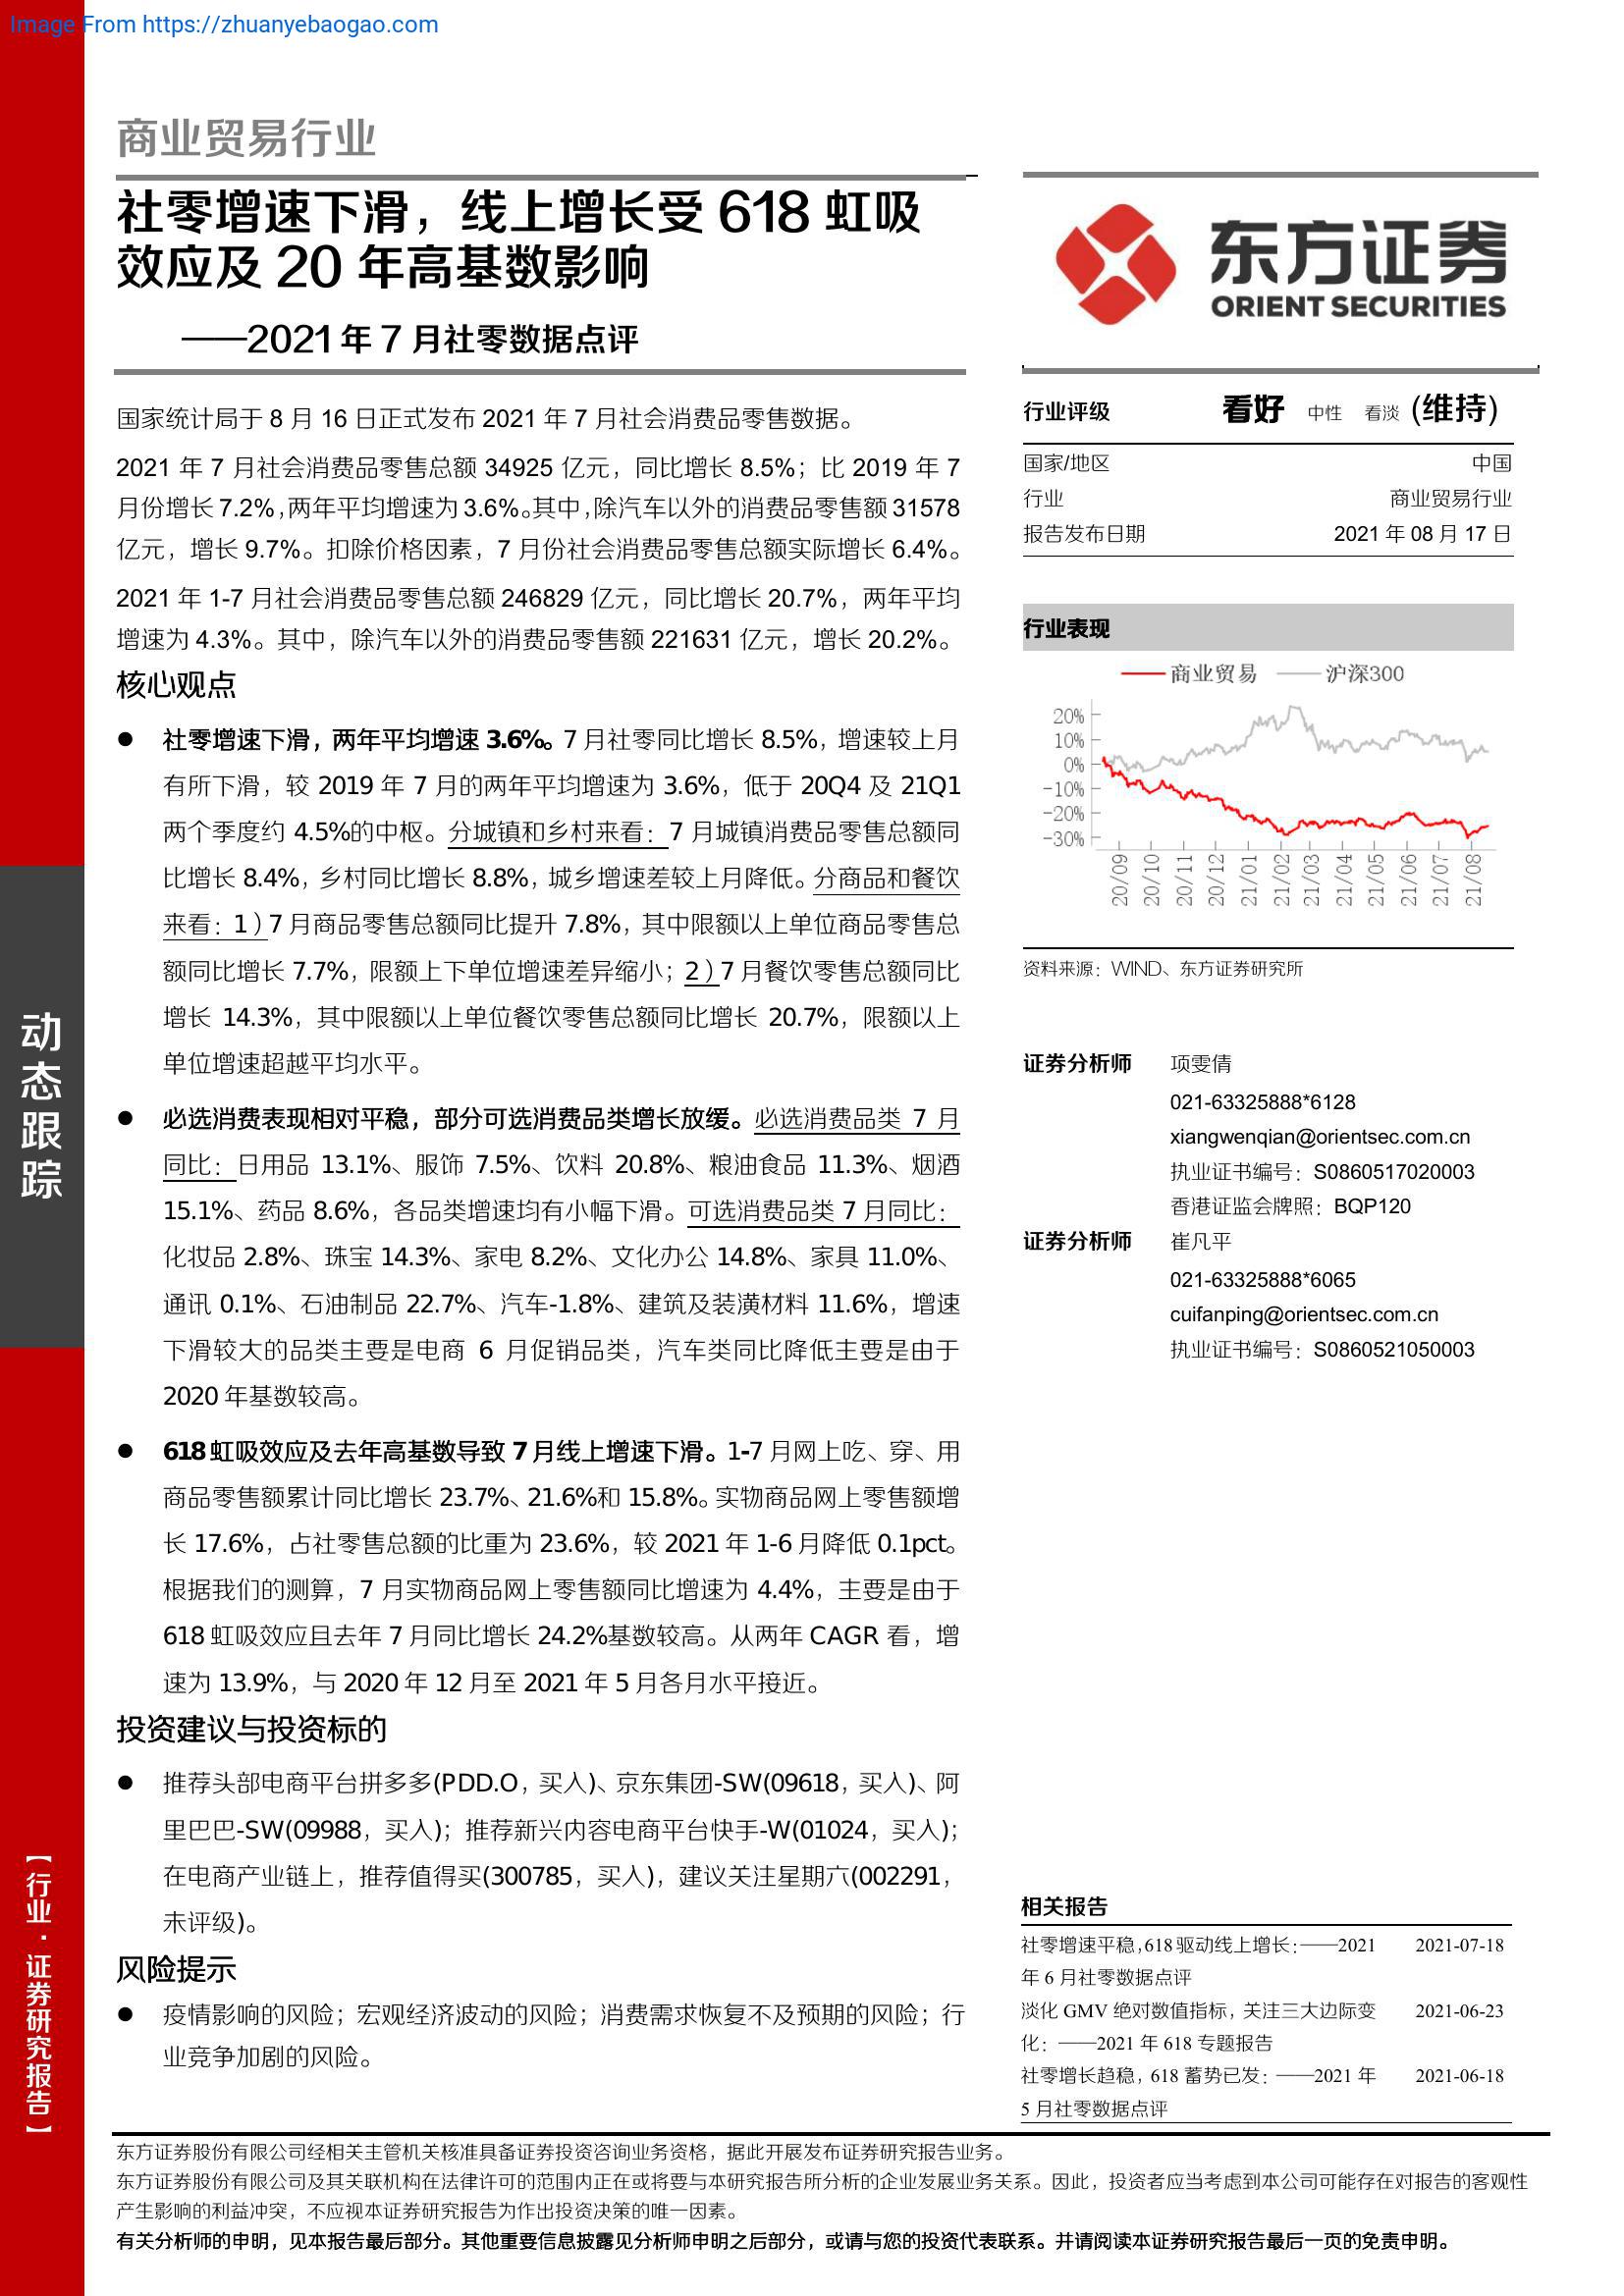 Image From https://zhuanyebaogao.com
商业贸易行业
社零增速下滑，线上增长受 618 虹吸
效应及 20 年高基数影响
——2021 年 7 月社零数据点评
国家统计局于 8 月 16 日正式发布 2021 年 7 月社会消费品零售数据。
2021 年 7 月社会消费品零售总额 34925 亿元，同比增长 8.5%；比 2019 年 7
月份增长 7.2%，两年平均增速为 3.6%。其中，除汽车以外的消费品零售额 31578
亿元，增长 9.7%。扣除价格因素，7 月份社会消费品零售总额实际增长 6.4%。
2021 年 1-7 月社会消费品零售总额 246829 亿元，同比增长 20.7%，两年平均
增速为 4.3%。其中，除汽车以外的消费品零售额 221631 亿元，增长 20.2%。
核心观点
● 社零增速下滑，两年平均增速 3.6%。7 月社零同比增长 8.5%，增速较上月
有所下滑，较 2019 年 7 月的两年平均增速为 3.6%，低于 20Q4 及 21Q1
两个季度约 4.5%的中枢。分城镇和乡村来看：7 月城镇消费品零售总额同
比增长 8.4%，乡村同比增长 8.8%，城乡增速差较上月降低。分商品和餐饮
来看：1）7 月商品零售总额同比提升 7.8%，其中限额以上单位商品零售总
额同比增长 7.7%，限额上下单位增速差异缩小；2）7 月餐饮零售总额同比
增长 14.3%，其中限额以上单位餐饮零售总额同比增长 20.7%，限额以上
单位增速超越平均水平。
● 必选消费表现相对平稳，部分可选消费品类增长放缓。必选消费品类 7 月
同比：日用品 13.1%、服饰 7.5%、饮料 20.8%、粮油食品 11.3%、烟酒
15.1%、药品 8.6%，各品类增速均有小幅下滑。可选消费品类 7 月同比：
化妆品 2.8%、珠宝 14.3%、家电 8.2%、文化办公 14.8%、家具 11.0%、
通讯 0.1%、石油制品 22.7%、汽车-1.8%、建筑及装潢材料 11.6%，增速
下滑较大的品类主要是电商 6 月促销品类，汽车类同比降低主要是由于
2020 年基数较高。
● 618 虹吸效应及去年高基数导致 7 月线上增速下滑。1-7 月网上吃、穿、用
商品零售额累计同比增长 23.7%、21.6%和 15.8%。实物商品网上零售额增
长 17.6%，占社零售总额的比重为 23.6%，较 2021 年 1-6 月降低 0.1pct。
根据我们的测算，7 月实物商品网上零售额同比增速为 4.4%，主要是由于
618 虹吸效应且去年 7 月同比增长 24.2%基数较高。从两年 CAGR 看，增
速为 13.9%，与 2020 年 12 月至 2021 年 5 月各月水平接近。
投资建议与投资标的
● 推荐头部电商平台拼多多(PDD.O，买入)、京东集团-SW(09618，买入)、阿
里巴巴-SW(09988，买入)；推荐新兴内容电商平台快手-W(01024，买入)；
在电商产业链上，推荐值得买(300785，买入)，建议关注星期六(002291，
未评级)。
风险提示
● 疫情影响的风险；宏观经济波动的风险；消费需求恢复不及预期的风险；行
业竞争加剧的风险。
东方证券
ORIENT SECURITIES
行业评级 看好 中性 看淡 (维持)
国家/地区 中国
行业 商业贸易行业
报告发布日期 2021 年 08 月 17 日
行业表现
商业贸易 沪深300
20%
10%
0%
-10%
-20%
-30%
20/09 20/10 20/11 20/12 21/01 21/02 21/03 21/04 21/05 21/06 21/07 21/08
资料来源：WIND、东方证券研究所
证券分析师 项雯倩
021-63325888*6128
xiangwenqian@orientsec.com.cn
执业证书编号：S0860517020003
香港证监会牌照：BQP120
证券分析师 崔凡平
021-63325888*6065
cuifanping@orientsec.com.cn
执业证书编号：S0860521050003
相关报告
社零增速平稳，618 驱动线上增长：——2021 2021-07-18
年 6 月社零数据点评
淡化 GMV 绝对数值指标，关注三大边际变 2021-06-23
化：——2021 年 618 专题报告
社零增长趋稳，618 蓄势已发：——2021 年 2021-06-18
5 月社零数据点评
动态跟踪
【行业·证券研究报告】
东方证券股份有限公司经相关主管机关核准具备证券投资咨询业务资格，据此开展发布证券研究报告业务。
东方证券股份有限公司及其关联机构在法律许可的范围内正在或将要与本研究报告所分析的企业发展业务关系。因此，投资者应当考虑到本公司可能存在对报告的客观性
产生影响的利益冲突，不应视本证券研究报告为作出投资决策的唯一因素。
有关分析师的申明，见本报告最后部分。其他重要信息披露见分析师申明之后部分，或请与您的投资代表联系。并请阅读本证券研究报告最后一页的免责申明。